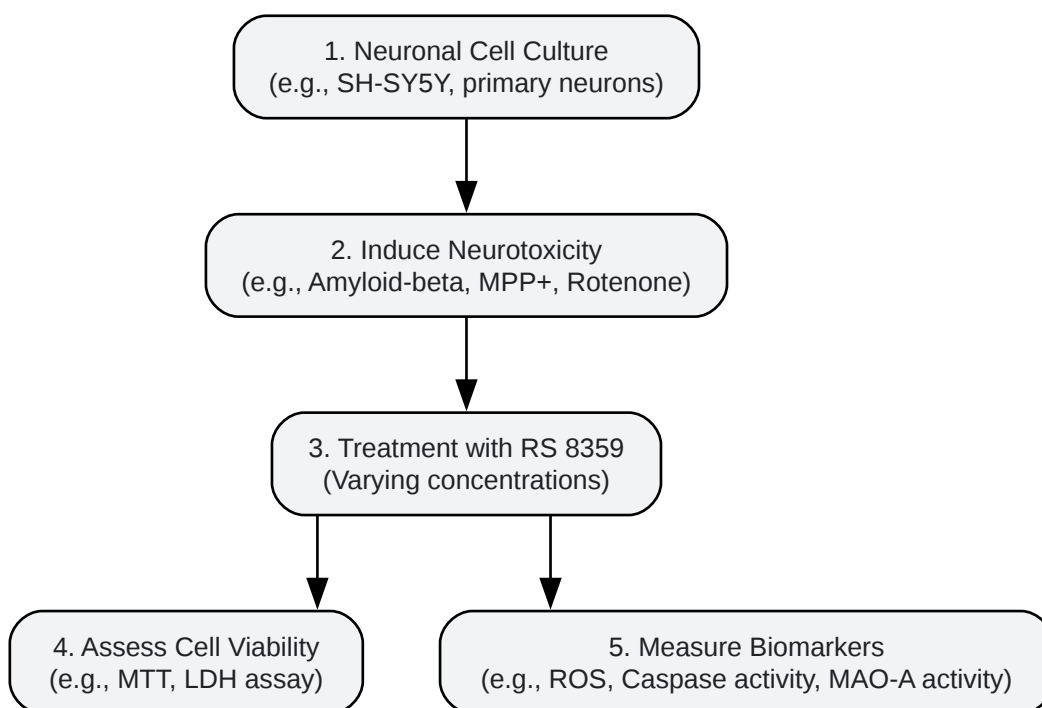 1. Neuronal Cell Culture
(e.g., SH-SY5Y, primary neurons)
2. Induce Neurotoxicity
(e.g., Amyloid-beta, MPP+, Rotenone)
3. Treatment with RS 8359
(Varying concentrations)
4. Assess Cell Viability
(e.g., MTT, LDH assay)
5. Measure Biomarkers
(e.g., ROS, Caspase activity, MAO-A activity)